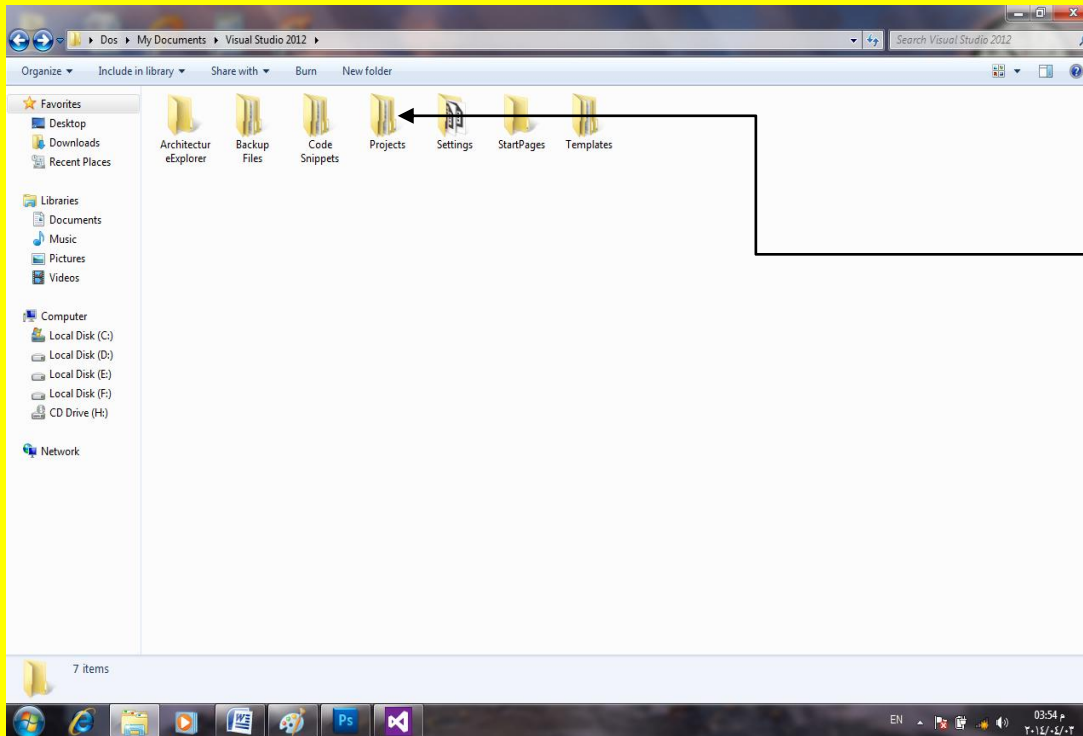 Dos ▸ My Documents ▸ Visual Studio 2012 ▸
Search Visual Studio 2012
Organize Include in library Share with Burn New folder
Favorites
Desktop
Downloads
Recent Places
Libraries
Documents
Music
Pictures
Videos
Computer
Local Disk (C:)
Local Disk (D:)
Local Disk (E:)
Local Disk (F:)
CD Drive (H:)
Network
Architectur
eExplorer
Backup
Files
Code
Snippets
Projects
Settings
StartPages
Templates
7 items
Ps
EN
03:54 م
٢٠١٤/٠٤/٠٣